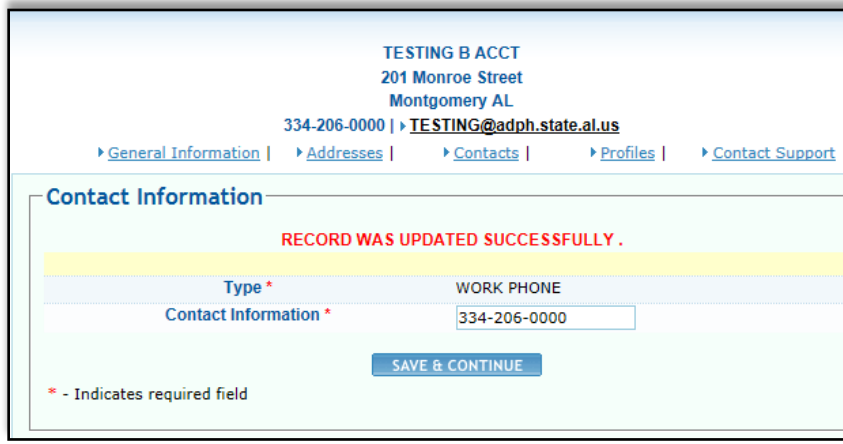 TESTING B ACCT
201 Monroe Street
Montgomery AL
334-206-0000 | TESTING@adph.state.al.us
General Information | Addresses | Contacts | Profiles | Contact Support
Contact Information
RECORD WAS UPDATED SUCCESSFULLY .
Type * WORK PHONE
Contact Information * 334-206-0000
SAVE & CONTINUE
* - Indicates required field